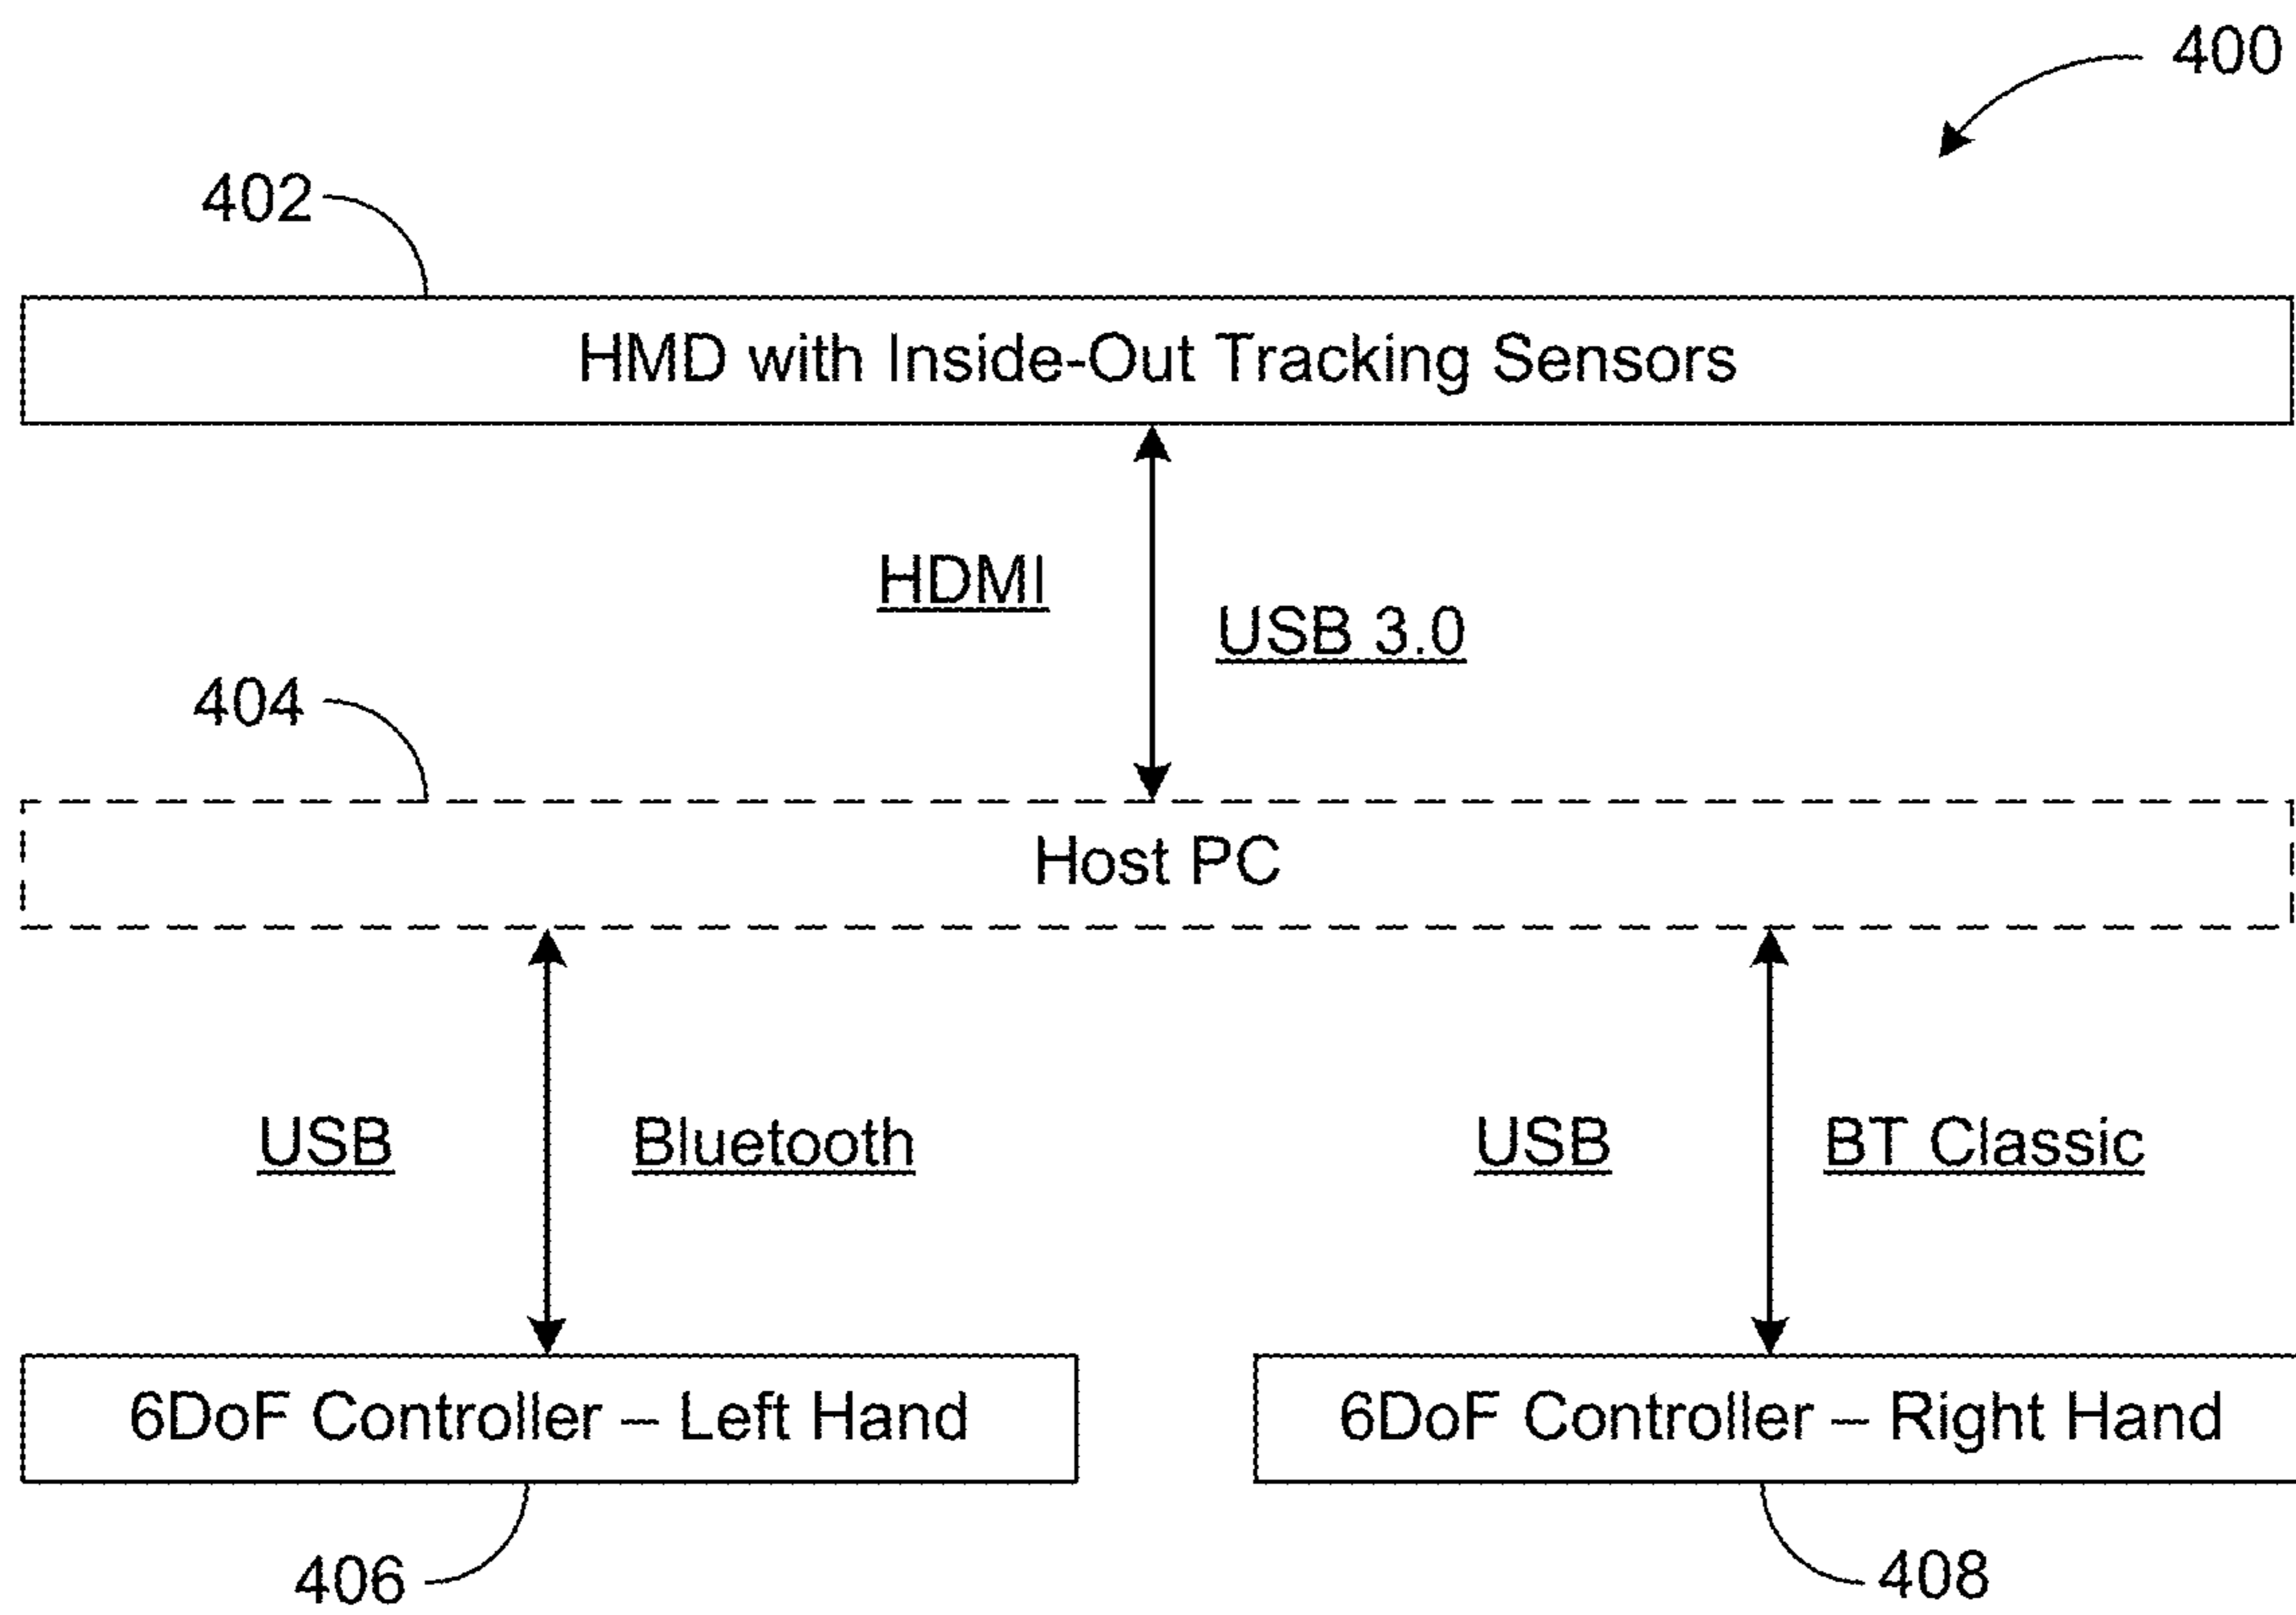 400
402
HMD with Inside-Out Tracking Sensors
HDMI
USB 3.0
404
Host PC
USB Bluetooth USB BT Classic
6DoF Controller – Left Hand 6DoF Controller – Right Hand
406 408